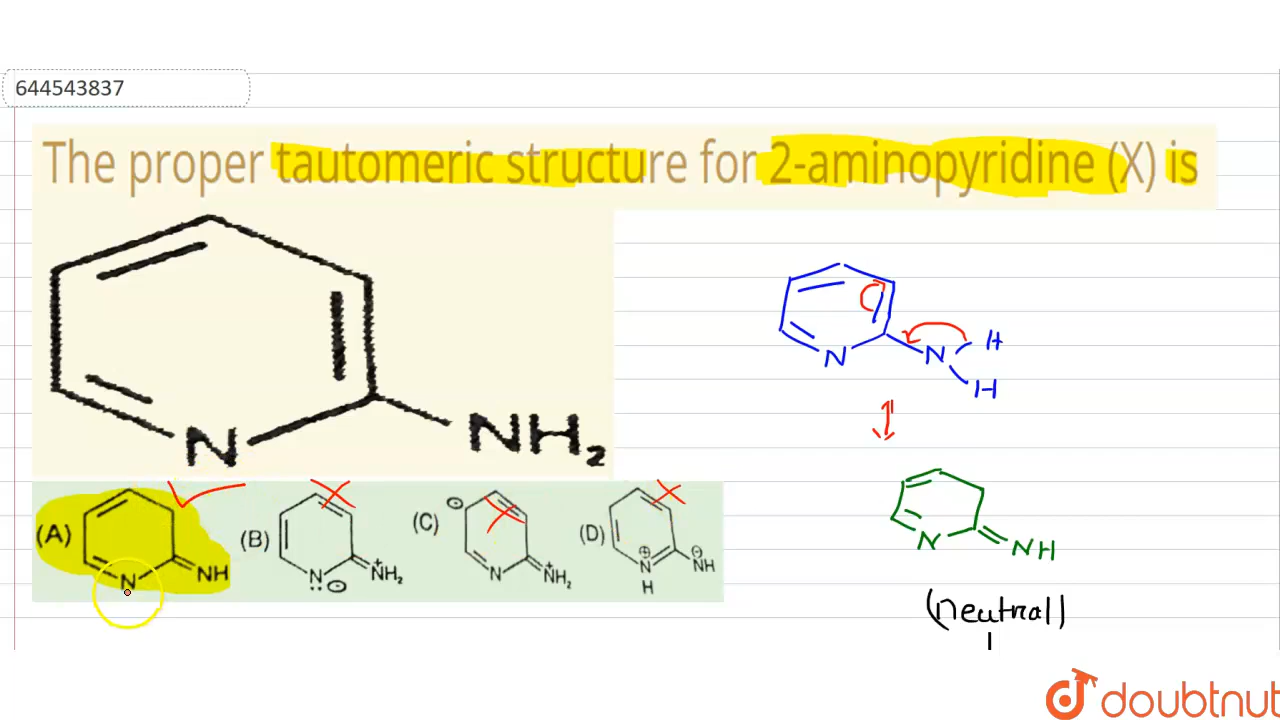 644543837
The proper tautomeric structure for 2-aminopyridine (X) is
N
NH₂
N
N
H
H
(A)
N
NH
(B)
N
⊖
NH₂
+
(C)
⊖
N
NH₂
+
(D)
N
⊕
H
NH
⊖
N
NH
(neutral)
doubtnut